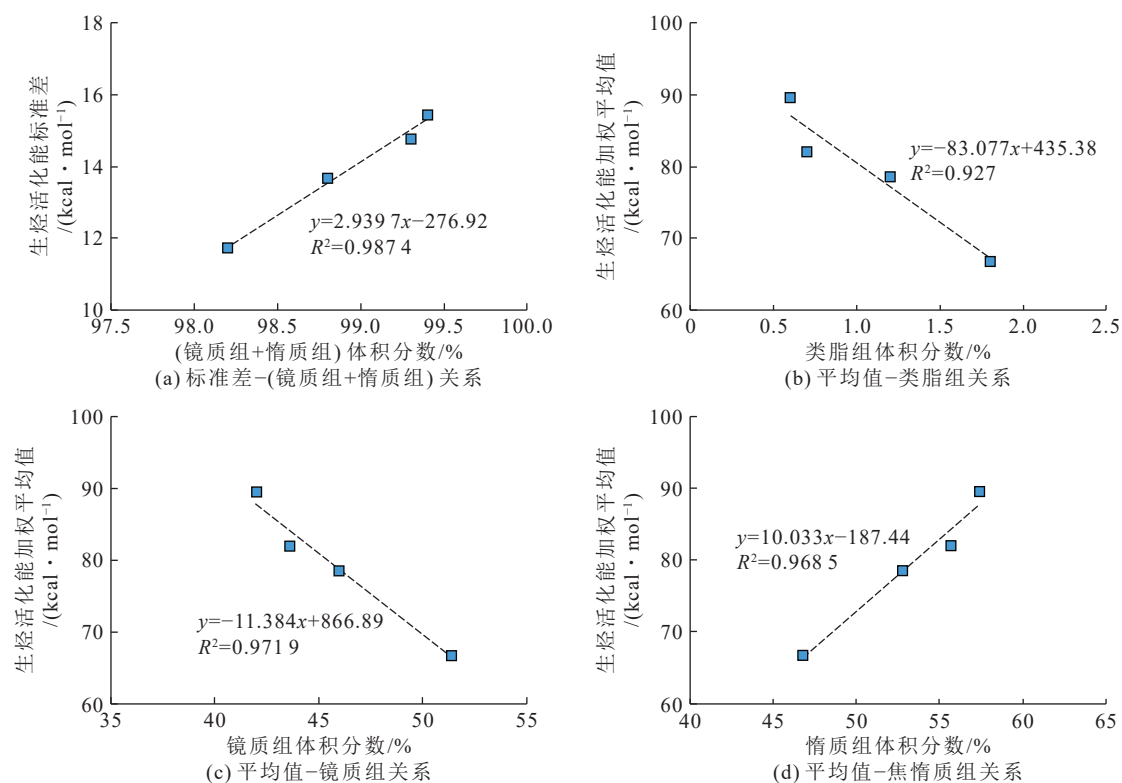 18
16
14
12
10
97.5
98.0
98.5
99.0
99.5
100.0
生烃活化能标准差
/(kcal·mol⁻¹)
y=2.939 7x−276.92
R²=0.987 4
(镜质组+惰质组) 体积分数/%
(a) 标准差−(镜质组+惰质组) 关系
100
90
80
70
60
0
0.5
1.0
1.5
2.0
2.5
生烃活化能加权平均值
/(kcal·mol⁻¹)
y=−83.077x+435.38
R²=0.927
类脂组体积分数/%
(b) 平均值−类脂组关系
100
90
80
70
60
35
40
45
50
55
生烃活化能加权平均值
/(kcal·mol⁻¹)
y=−11.384x+866.89
R²=0.971 9
镜质组体积分数/%
(c) 平均值−镜质组关系
100
90
80
70
60
40
45
50
55
60
65
生烃活化能加权平均值
/(kcal·mol⁻¹)
y=10.033x−187.44
R²=0.968 5
惰质组体积分数/%
(d) 平均值−焦惰质组关系